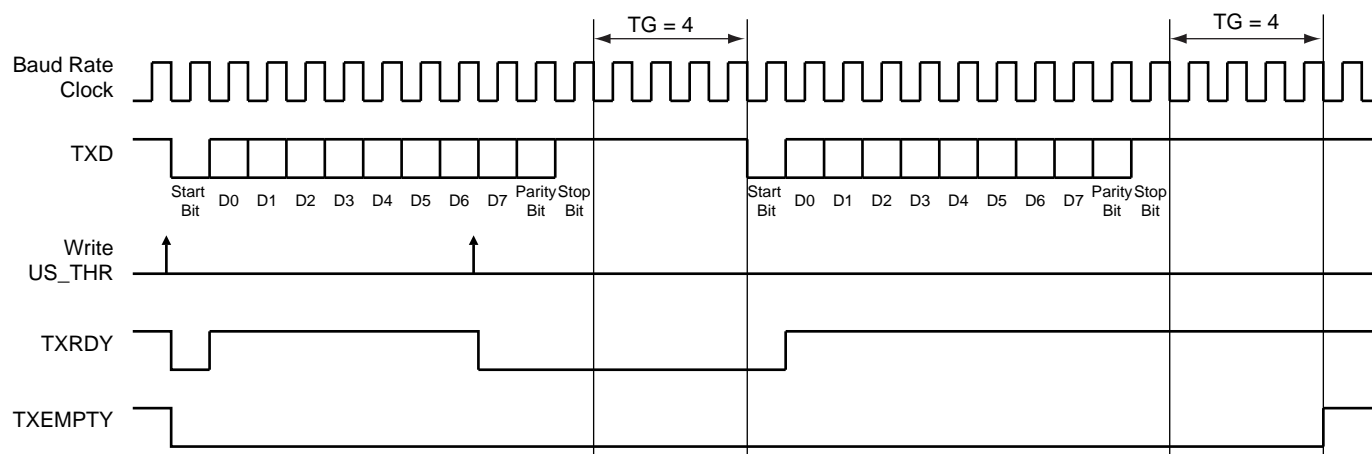 TG = 4
TG = 4
Baud Rate
Clock
TXD
Start
Bit
D0
D1
D2
D3
D4
D5
D6
D7
Parity
Bit
Stop
Bit
Start
Bit
D0
D1
D2
D3
D4
D5
D6
D7
Parity
Bit
Stop
Bit
Write
US_THR
TXRDY
TXEMPTY